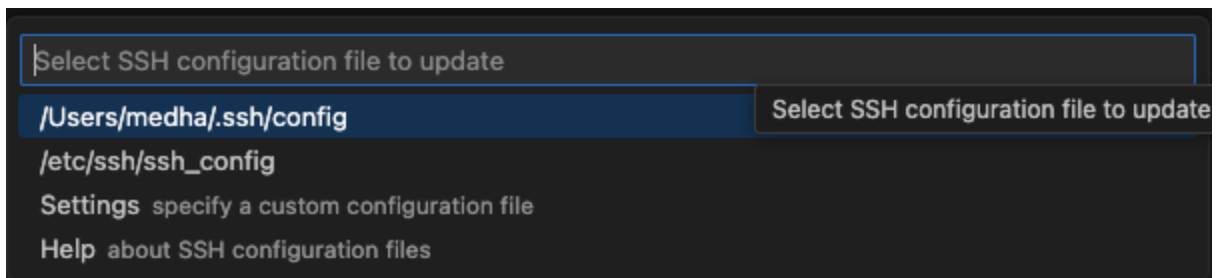 Select SSH configuration file to update
/Users/medha/.ssh/config
Select SSH configuration file to update
/etc/ssh/ssh_config
Settings specify a custom configuration file
Help about SSH configuration files